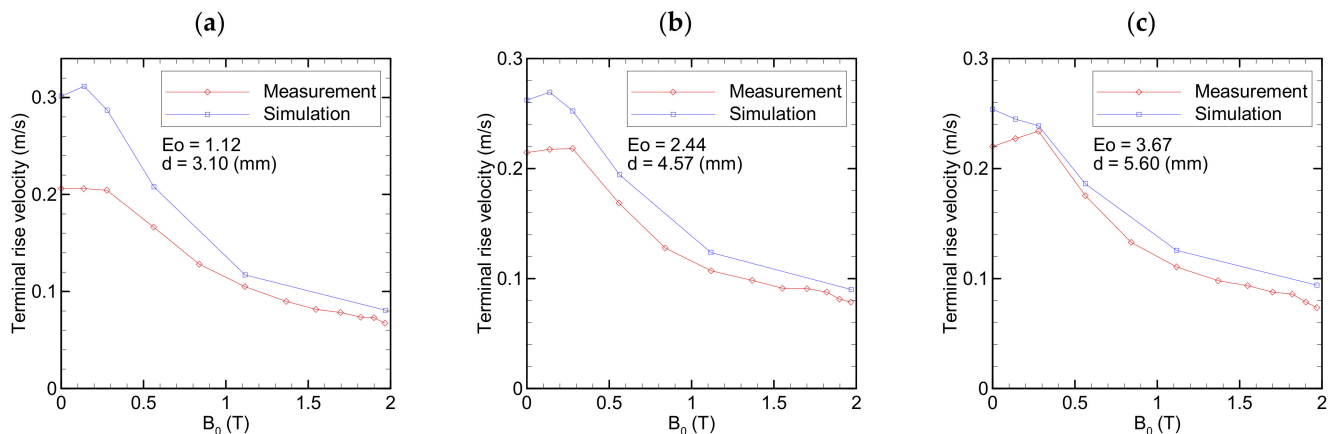 (a)
Terminal rise velocity (m/s)
0.3
0.2
0.1
0
Measurement
Simulation
Eo = 1.12
d = 3.10 (mm)
0 0.5 1 1.5 2
B₀ (T)
(b)
Terminal rise velocity (m/s)
0.3
0.2
0.1
0
Measurement
Simulation
Eo = 2.44
d = 4.57 (mm)
0 0.5 1 1.5 2
B₀ (T)
(c)
Terminal rise velocity (m/s)
0.3
0.2
0.1
0
Measurement
Simulation
Eo = 3.67
d = 5.60 (mm)
0 0.5 1 1.5 2
B₀ (T)